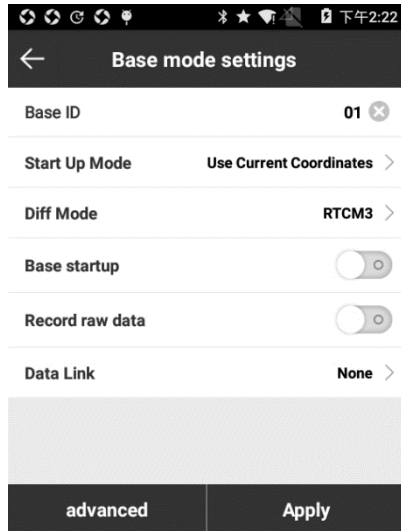 下午2:22
Base mode settings
Base ID 01
Start Up Mode Use Current Coordinates
Diff Mode RTCM3
Base startup
Record raw data
Data Link None
advanced Apply